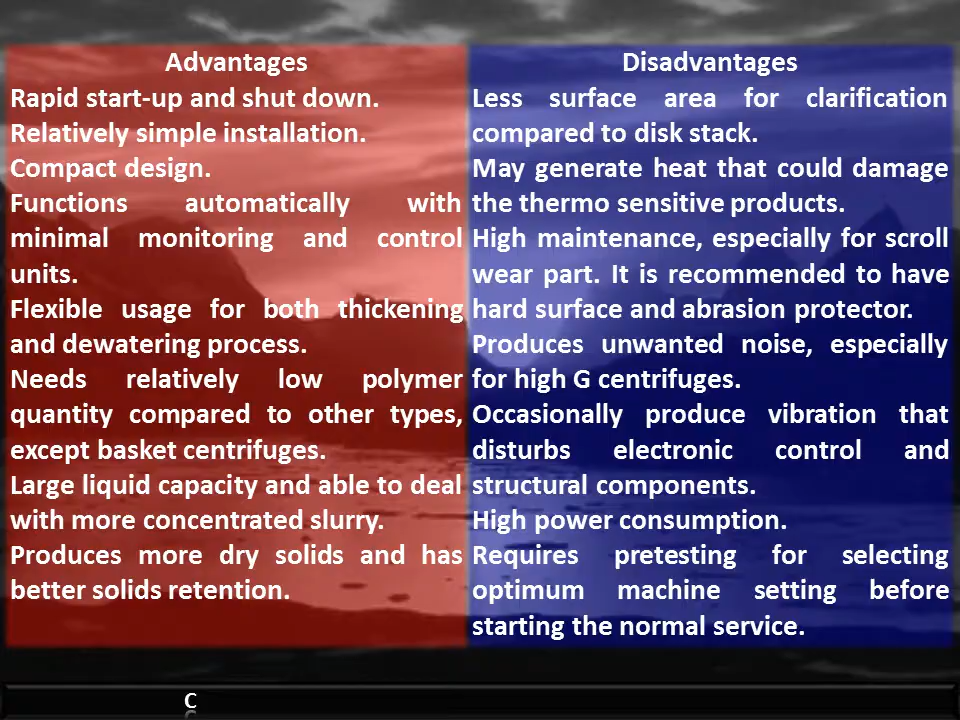 Advantages
Rapid start-up and shut down.
Relatively simple installation.
Compact design.
Functions automatically with
minimal monitoring and control
units.
Flexible usage for both thickening
and dewatering process.
Needs relatively low polymer
quantity compared to other types,
except basket centrifuges.
Large liquid capacity and able to deal
with more concentrated slurry.
Produces more dry solids and has
better solids retention.
Disadvantages
Less surface area for clarification
compared to disk stack.
May generate heat that could damage
the thermo sensitive products.
High maintenance, especially for scroll
wear part. It is recommended to have
hard surface and abrasion protector.
Produces unwanted noise, especially
for high G centrifuges.
Occasionally produce vibration that
disturbs electronic control and
structural components.
High power consumption.
Requires pretesting for selecting
optimum machine setting before
starting the normal service.
C